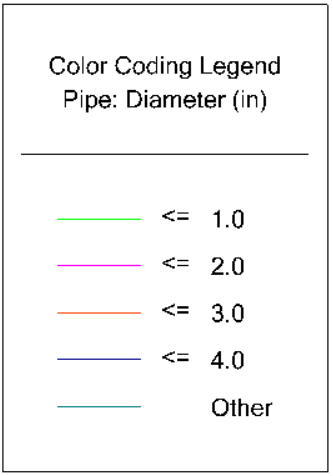 Color Coding Legend
Pipe: Diameter (in)
<= 1.0
<= 2.0
<= 3.0
<= 4.0
Other